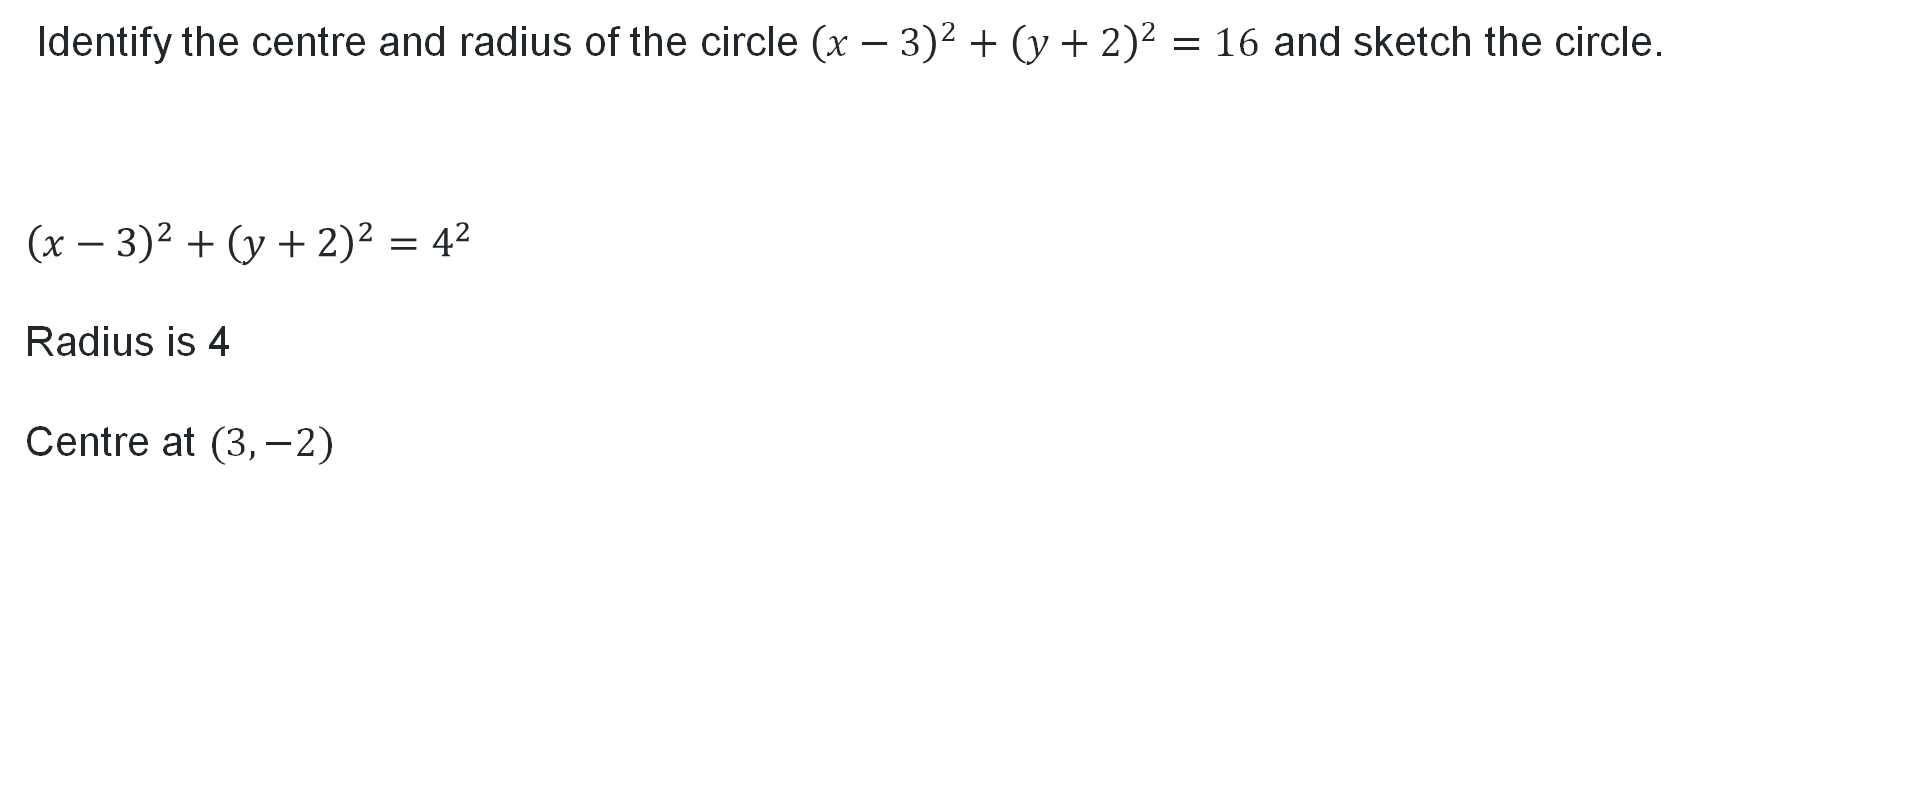 Identify the centre and radius of the circle (x − 3)² + (y + 2)² = 16 and sketch the circle.
(x − 3)² + (y + 2)² = 4²
Radius is 4
Centre at (3, −2)